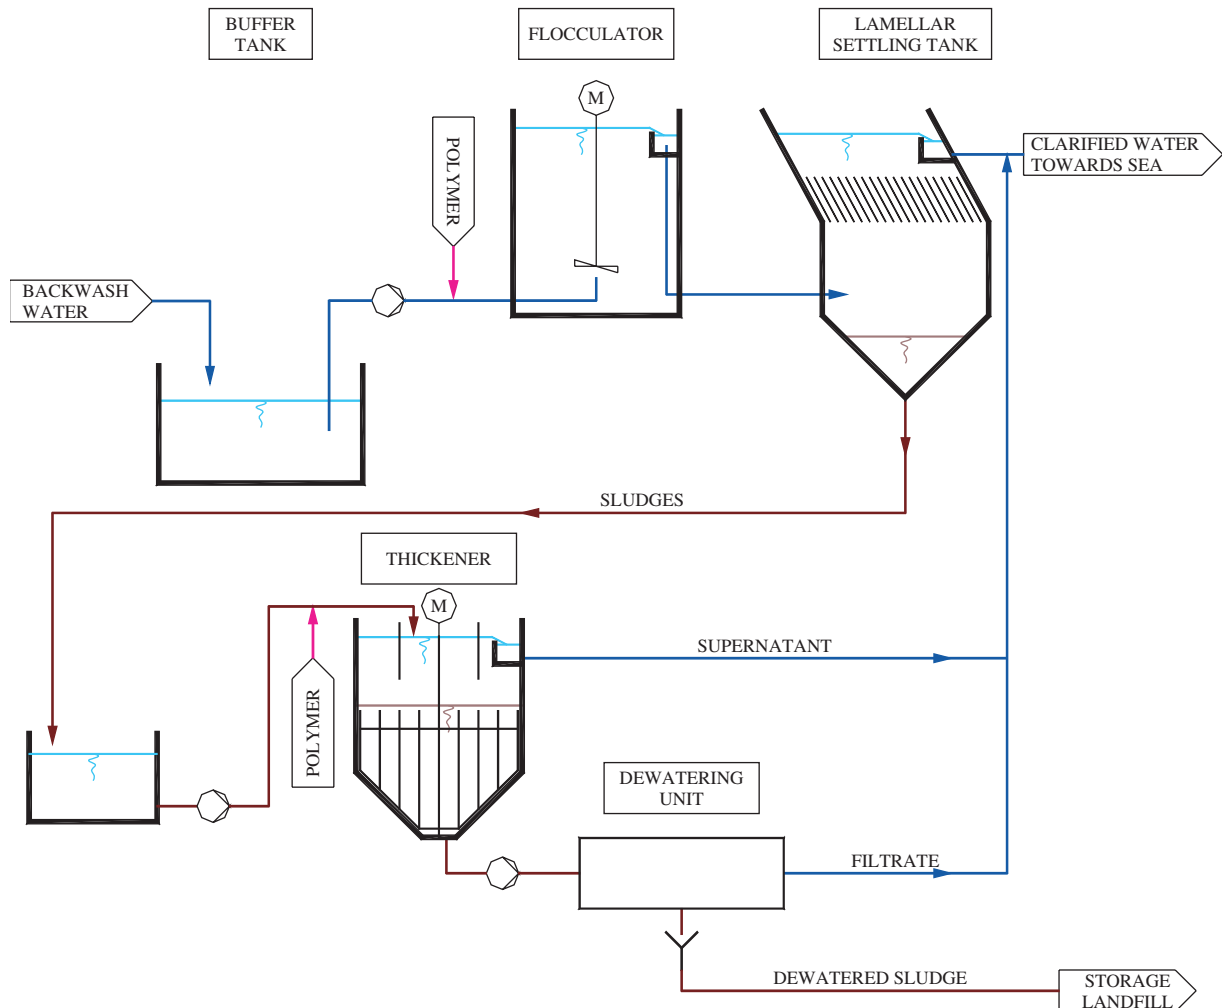 BUFFER
TANK
FLOCCULATOR
LAMELLAR
SETTLING TANK
M
POLYMER
CLARIFIED WATER
TOWARDS SEA
BACKWASH
WATER
SLUDGES
THICKENER
M
SUPERNATANT
POLYMER
DEWATERING
UNIT
FILTRATE
DEWATERED SLUDGE
STORAGE
LANDFILL